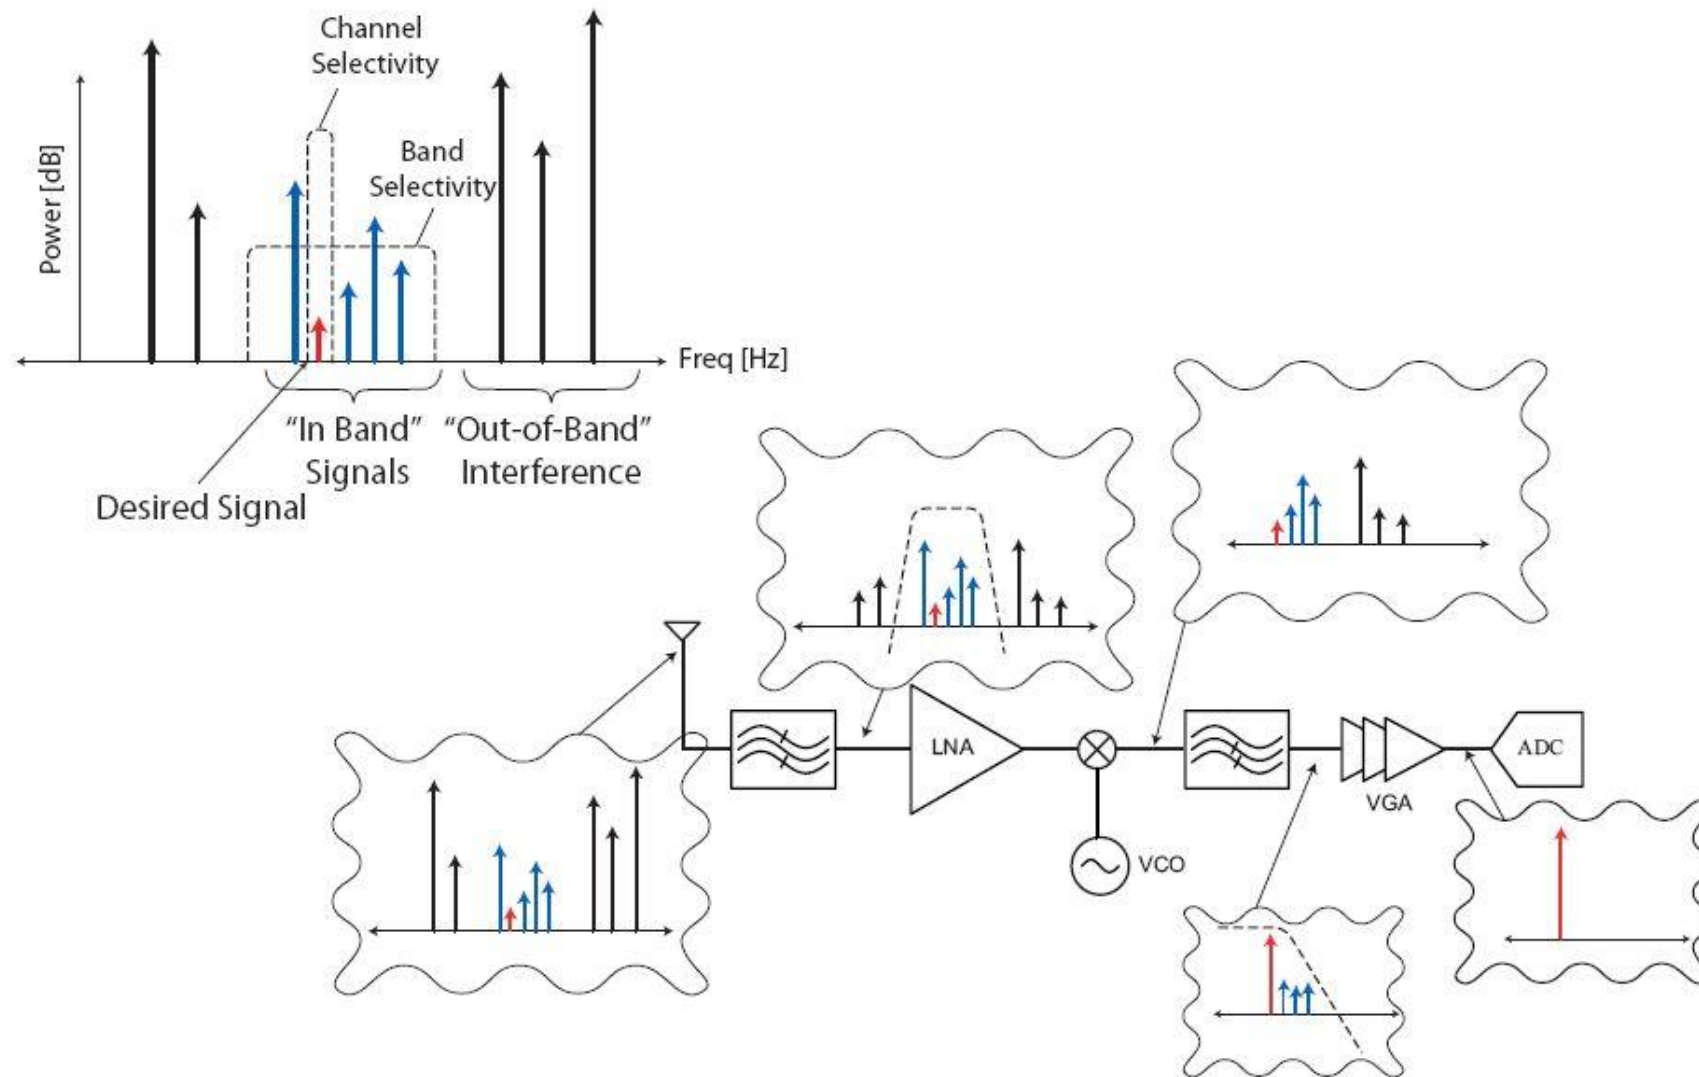 Channel
Selectivity
Band
Selectivity
Power [dB]
Freq [Hz]
“In Band”
Signals
“Out-of-Band”
Interference
Desired Signal
LNA
VCO
VGA
ADC